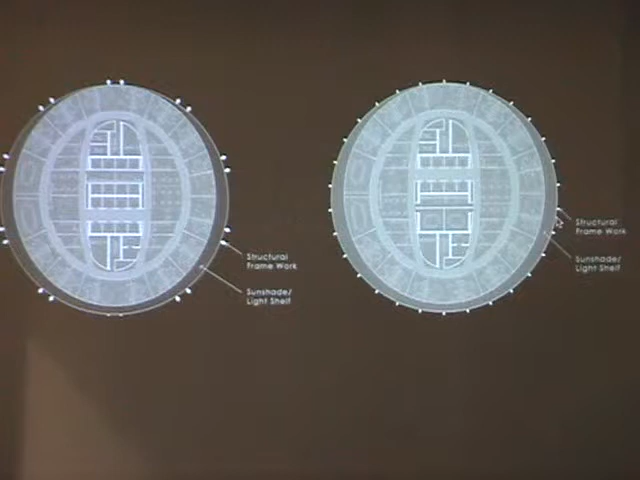 Structural
Frame Work
Sunshade/
Light Shelf
Structural
Frame Work
Sunshade/
Light Shelf